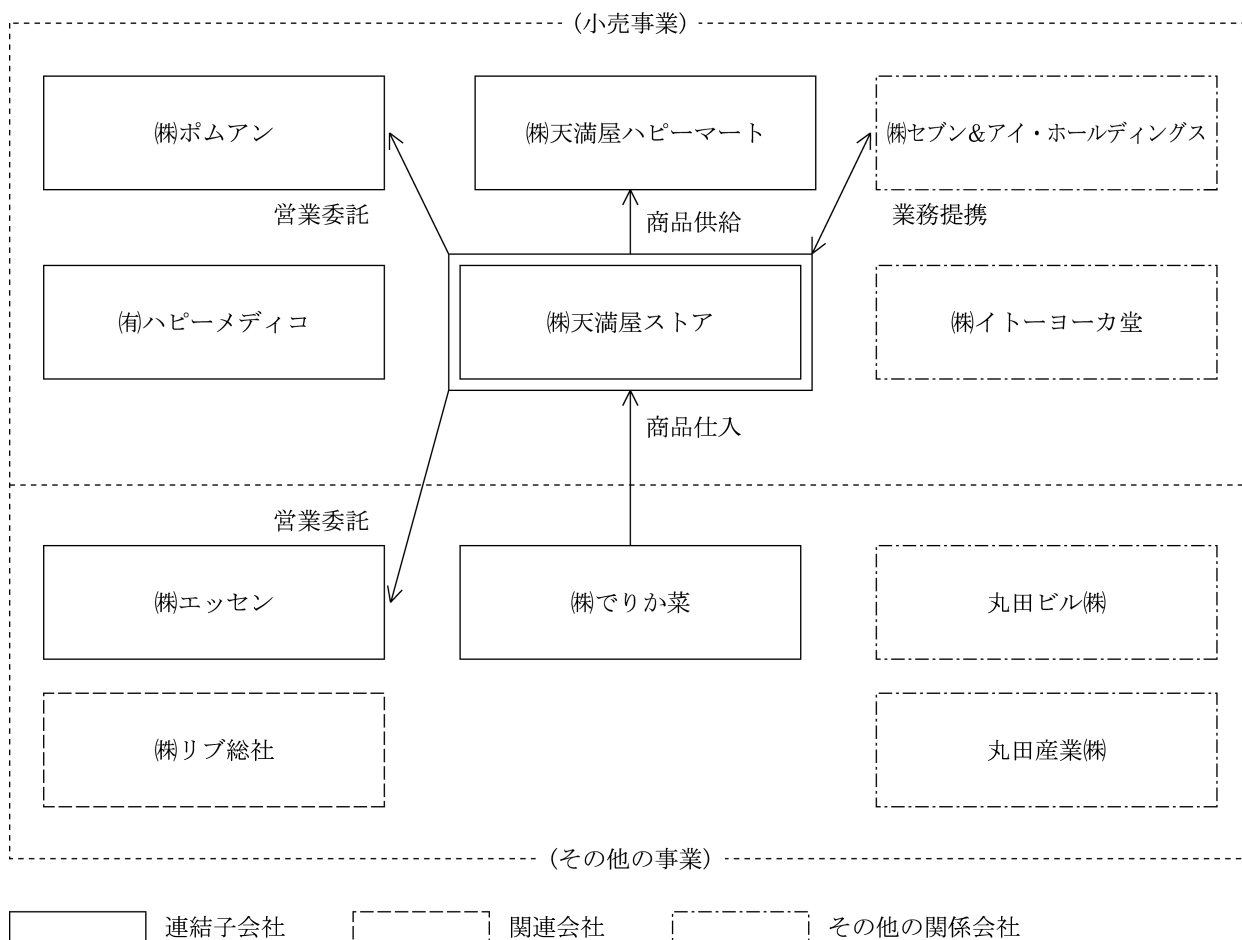 (小売事業)
㈱ポムアン
㈱天満屋ハピーマート
㈱セブン&アイ・ホールディングス
営業委託
商品供給
業務提携
㈲ハピーメディコ
㈱天満屋ストア
㈱イトーヨーカ堂
商品仕入
営業委託
㈱エッセン
㈱でりか菜
丸田ビル㈱
㈱リブ総社
丸田産業㈱
(その他の事業)
連結子会社
関連会社
その他の関係会社